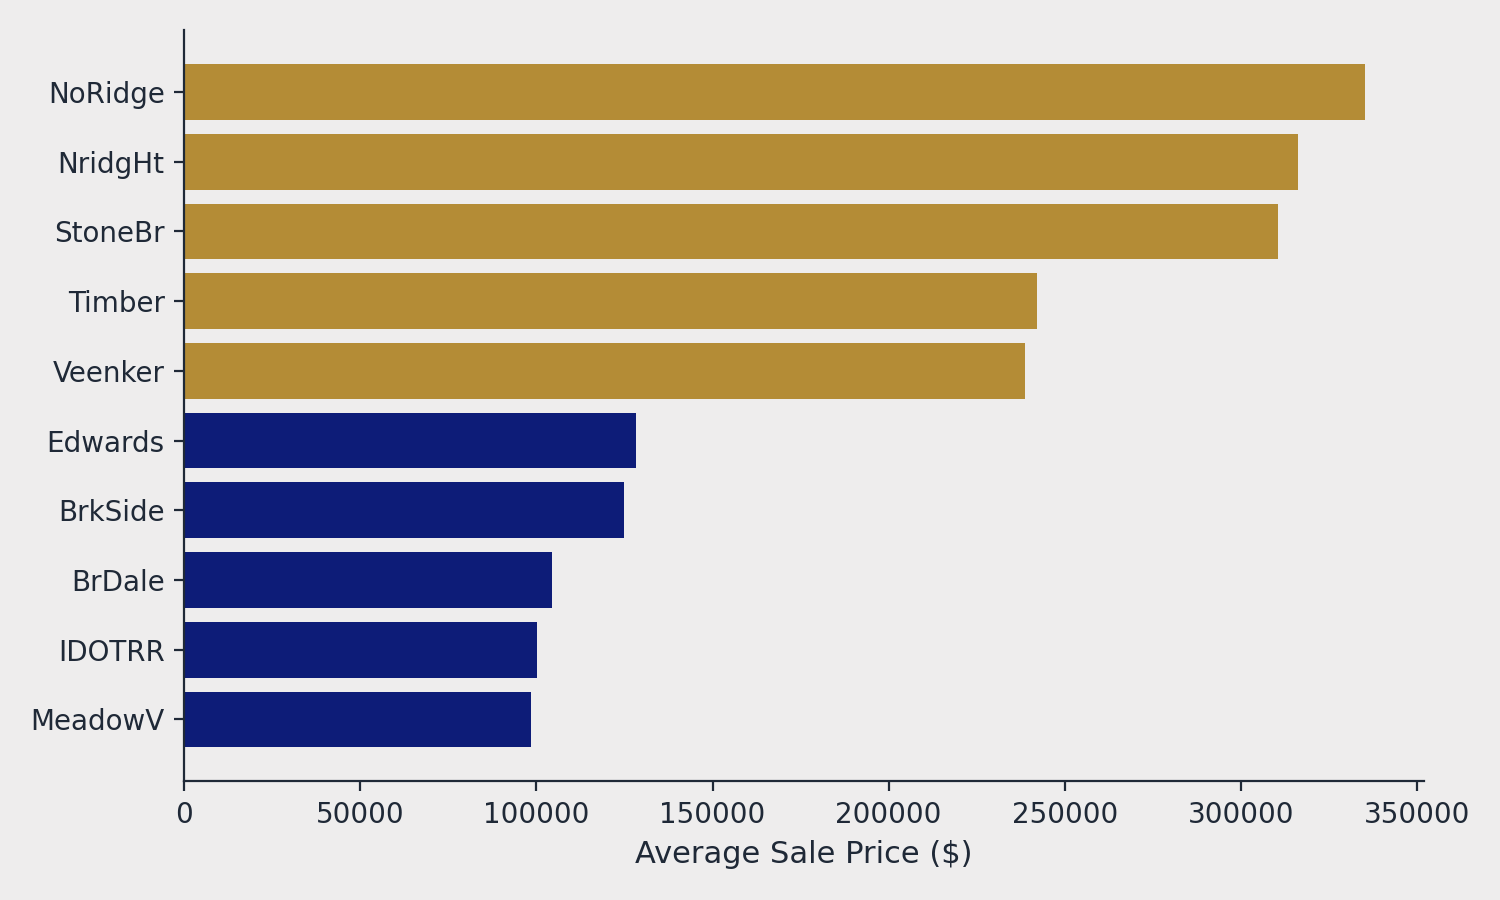 NoRidge
NridgHt
StoneBr
Timber
Veenker
Edwards
BrkSide
BrDale
IDOTRR
MeadowV
0 50000 100000 150000 200000 250000 300000 350000
Average Sale Price ($)